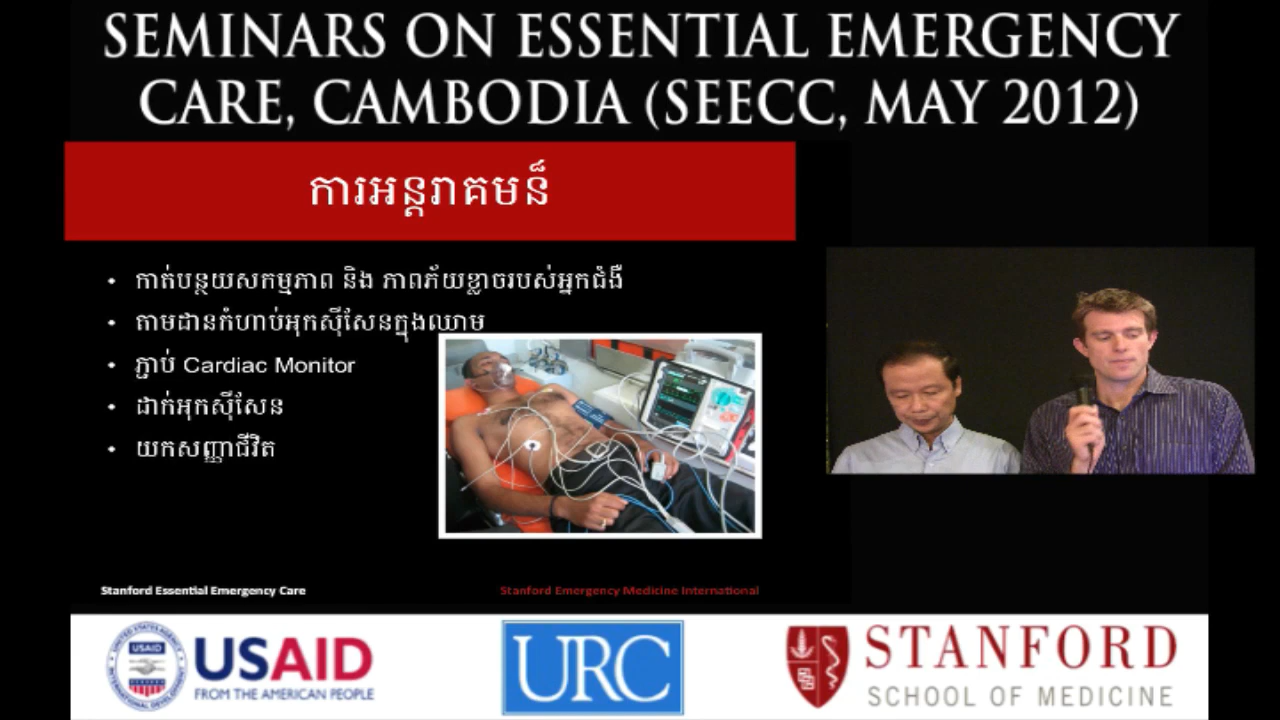 SEMINARS ON ESSENTIAL EMERGENCY
CARE, CAMBODIA (SEECC, MAY 2012)
ការអន្តរាគមន៏
• កាត់បន្ថយសកម្មភាព និង ភាពភ័យខ្លាចរបស់អ្នកជំងឺ
• តាមដានកំហាប់អុកស៊ីសែនក្នុងឈាម
• ភ្ជាប់ Cardiac Monitor
• ដាក់អុកស៊ីសែន
• យកសញ្ញាជីវិត
Stanford Essential Emergency Care
Stanford Emergency Medicine International
USAID
USAID
FROM THE AMERICAN PEOPLE
URC
STANFORD
SCHOOL OF MEDICINE